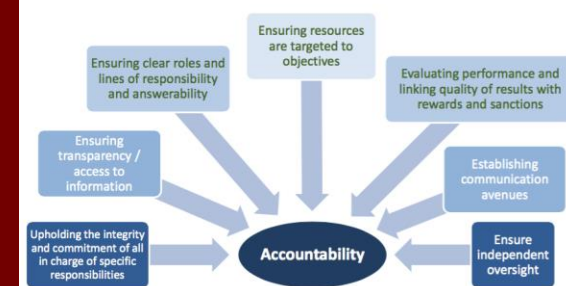 Ensuring resources
are targeted to
objectives
Ensuring clear roles and
lines of responsibility
and answerability
Evaluating performance and
linking quality of results with
rewards and sanctions
Ensuring
transparency /
access to
information
Establishing
communication
avenues
Upholding the integrity
and commitment of all
in charge of specific
responsibilities
Accountability
Ensure
independent
oversight